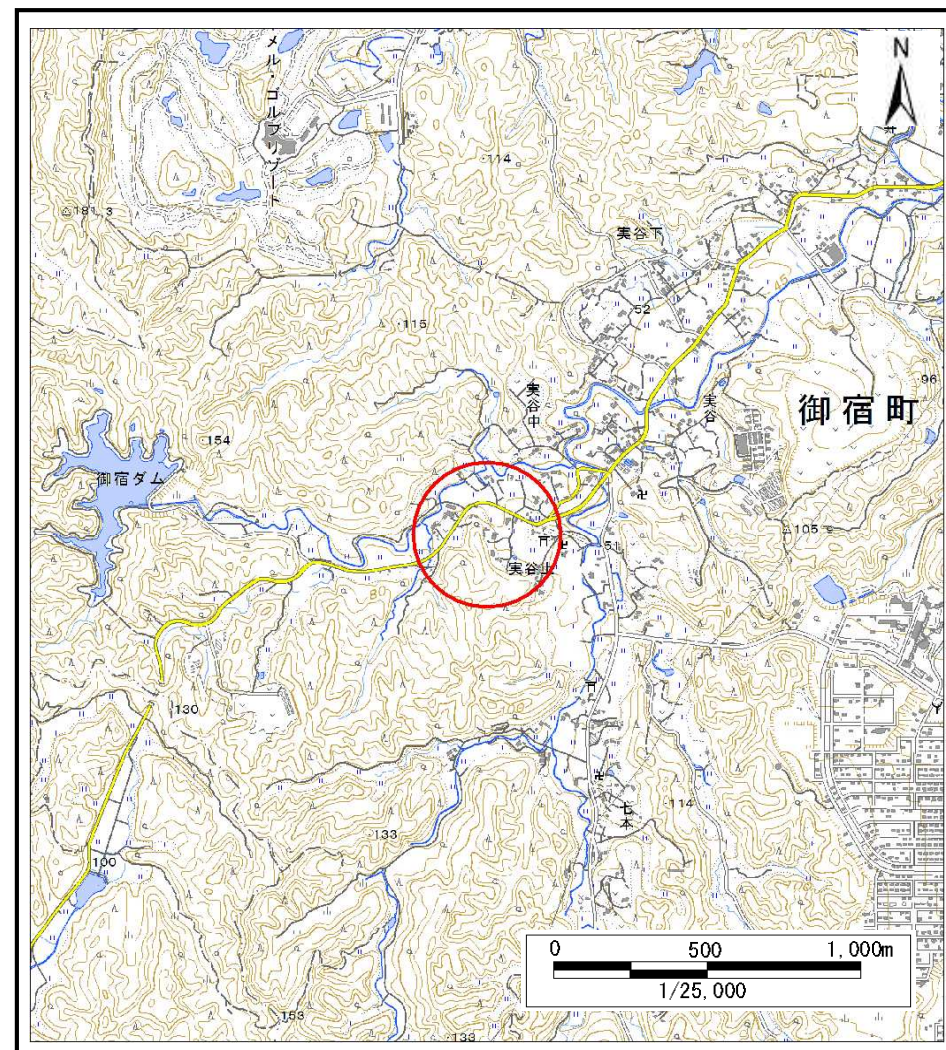 メル・ゴルフリゾート
N
・114
181.3
実谷下
52
・115
・96
実谷中
実谷
御宿町
・154
御宿ダム
・105
・51
実谷上
80
・130
・114
七本
・133
・100
0 500 1,000m
1/25,000
・153
・133